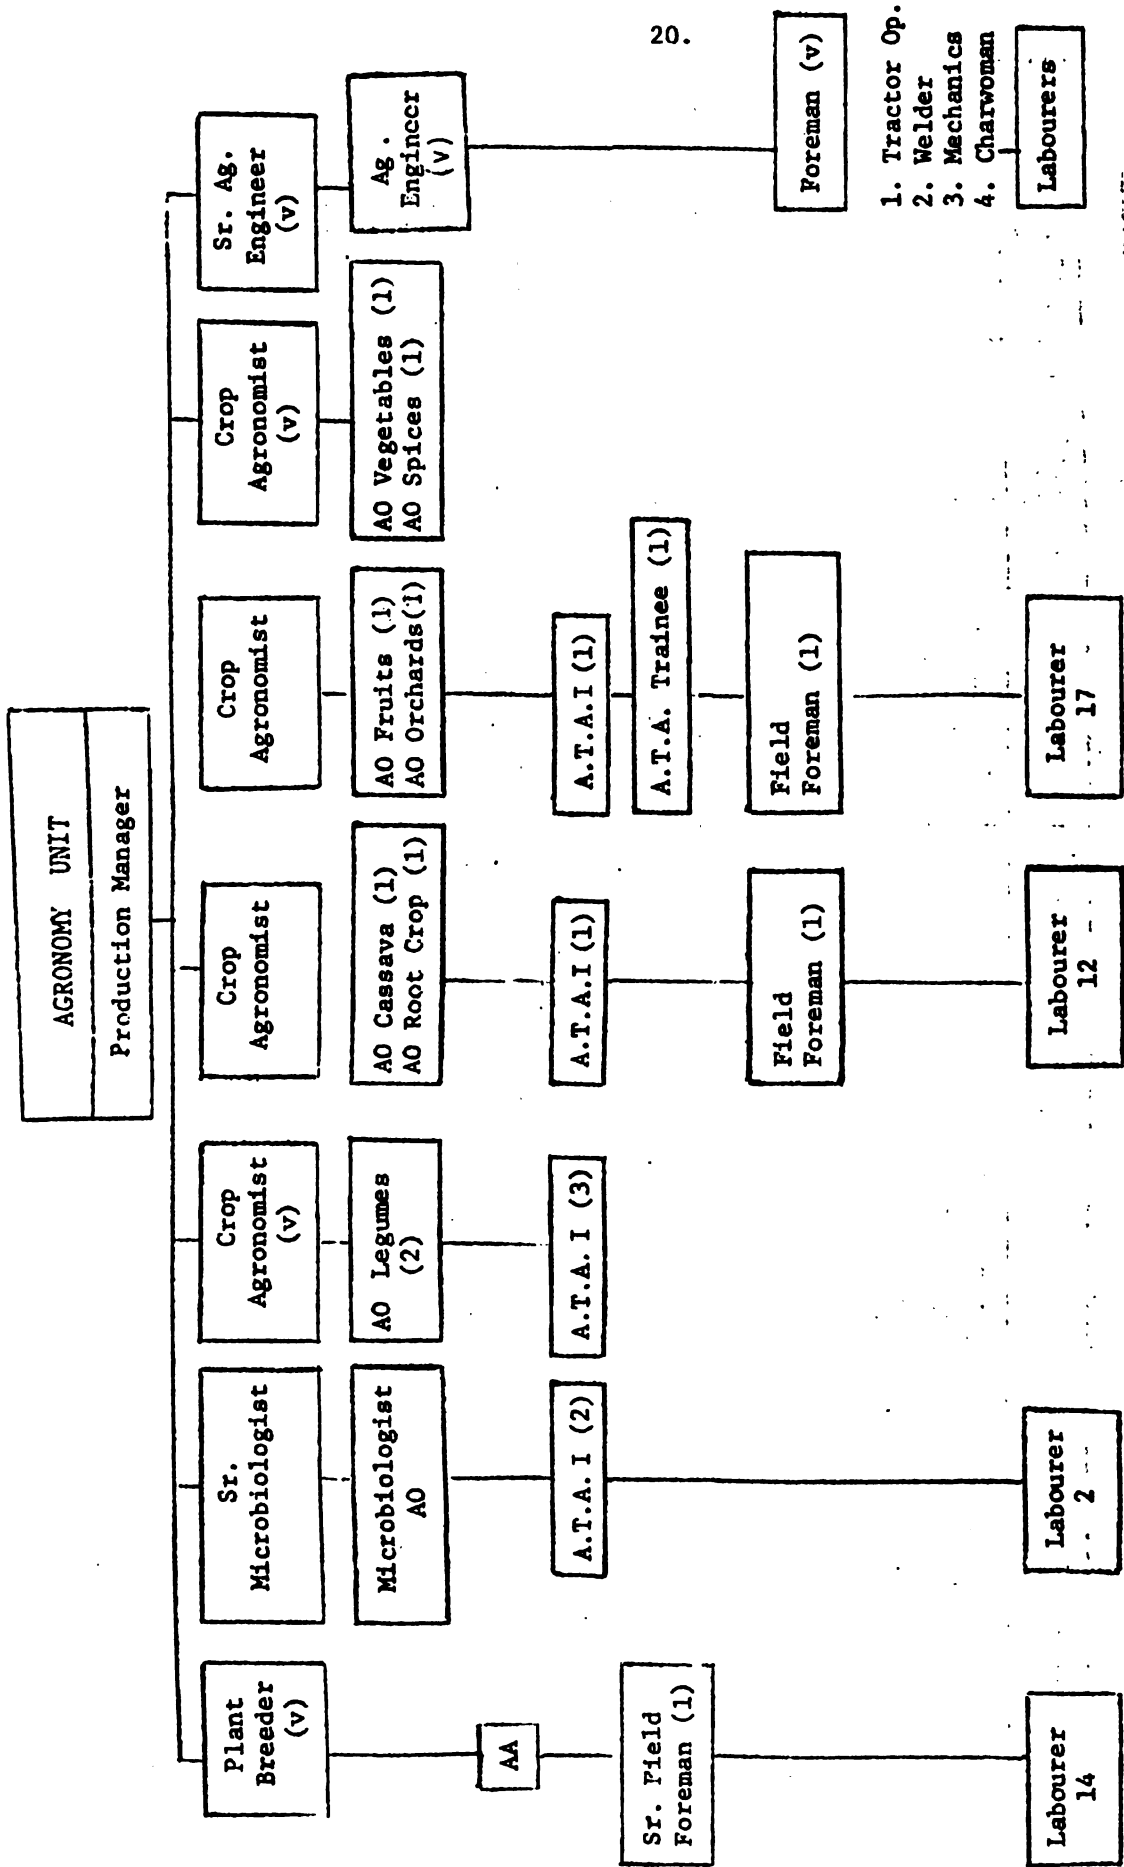 20.
AGRONOMY UNIT
Production Manager
Plant
Breeder
(v)
Sr.
Microbiologist
Crop
Agronomist
(v)
Crop
Agronomist
Crop
Agronomist
Crop
Agronomist
(v)
Sr. Ag.
Engineer
(v)
Microbiologist
AO
AO Legumes
(2)
AO Cassava (1)
AO Root Crop (1)
AO Fruits (1)
AO Orchards(1)
AO Vegetables (1)
AO Spices (1)
Ag.
Engineer
(v)
AA
A.T.A.I (2)
A.T.A.I (3)
A.T.A.I (1)
A.T.A.I (1)
Sr. Field
Foreman (1)
A.T.A. Trainee (1)
Field
Foreman (1)
Field
Foreman (1)
Foreman (v)
1. Tractor Op.
2. Welder
3. Mechanics
4. Charwoman
Labourer
14
Labourer
2
Labourer
12
Labourer
17
Labourers